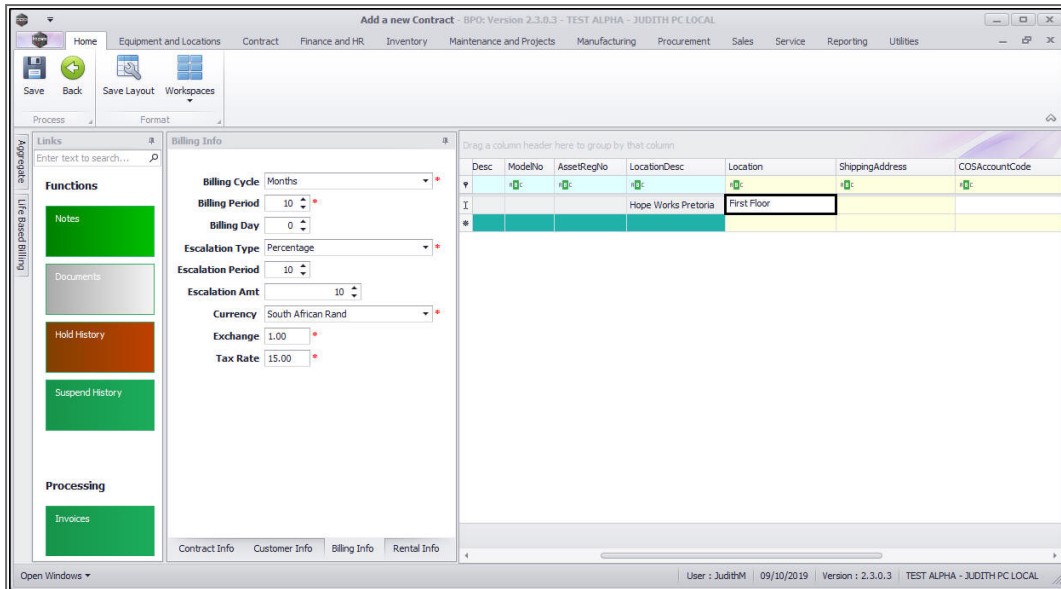 Add a new Contract - BPO: Version 2.3.0.3 - TEST ALPHA - JUDITH PC LOCAL
Home Equipment and Locations Contract Finance and HR Inventory Maintenance and Projects Manufacturing Procurement Sales Service Reporting Utilities
Save Back Save Layout Workspaces
Process Format
Aggregate
Life Based Billing
Links
Enter text to search...
Functions
Notes
Documents
Hold History
Suspend History
Processing
Invoices
Billing Info
Billing Cycle Months *
Billing Period 10 *
Billing Day 0
Escalation Type Percentage *
Escalation Period 10
Escalation Amt 10
Currency South African Rand *
Exchange 1.00 *
Tax Rate 15.00 *
Contract Info Customer Info Billing Info Rental Info
Drag a column header here to group by that column
Desc ModelNo AssetRegNo LocationDesc Location ShippingAddress COSAccountCode
Hope Works Pretoria First Floor
Open Windows
User : JudithM 09/10/2019 Version : 2.3.0.3 TEST ALPHA - JUDITH PC LOCAL